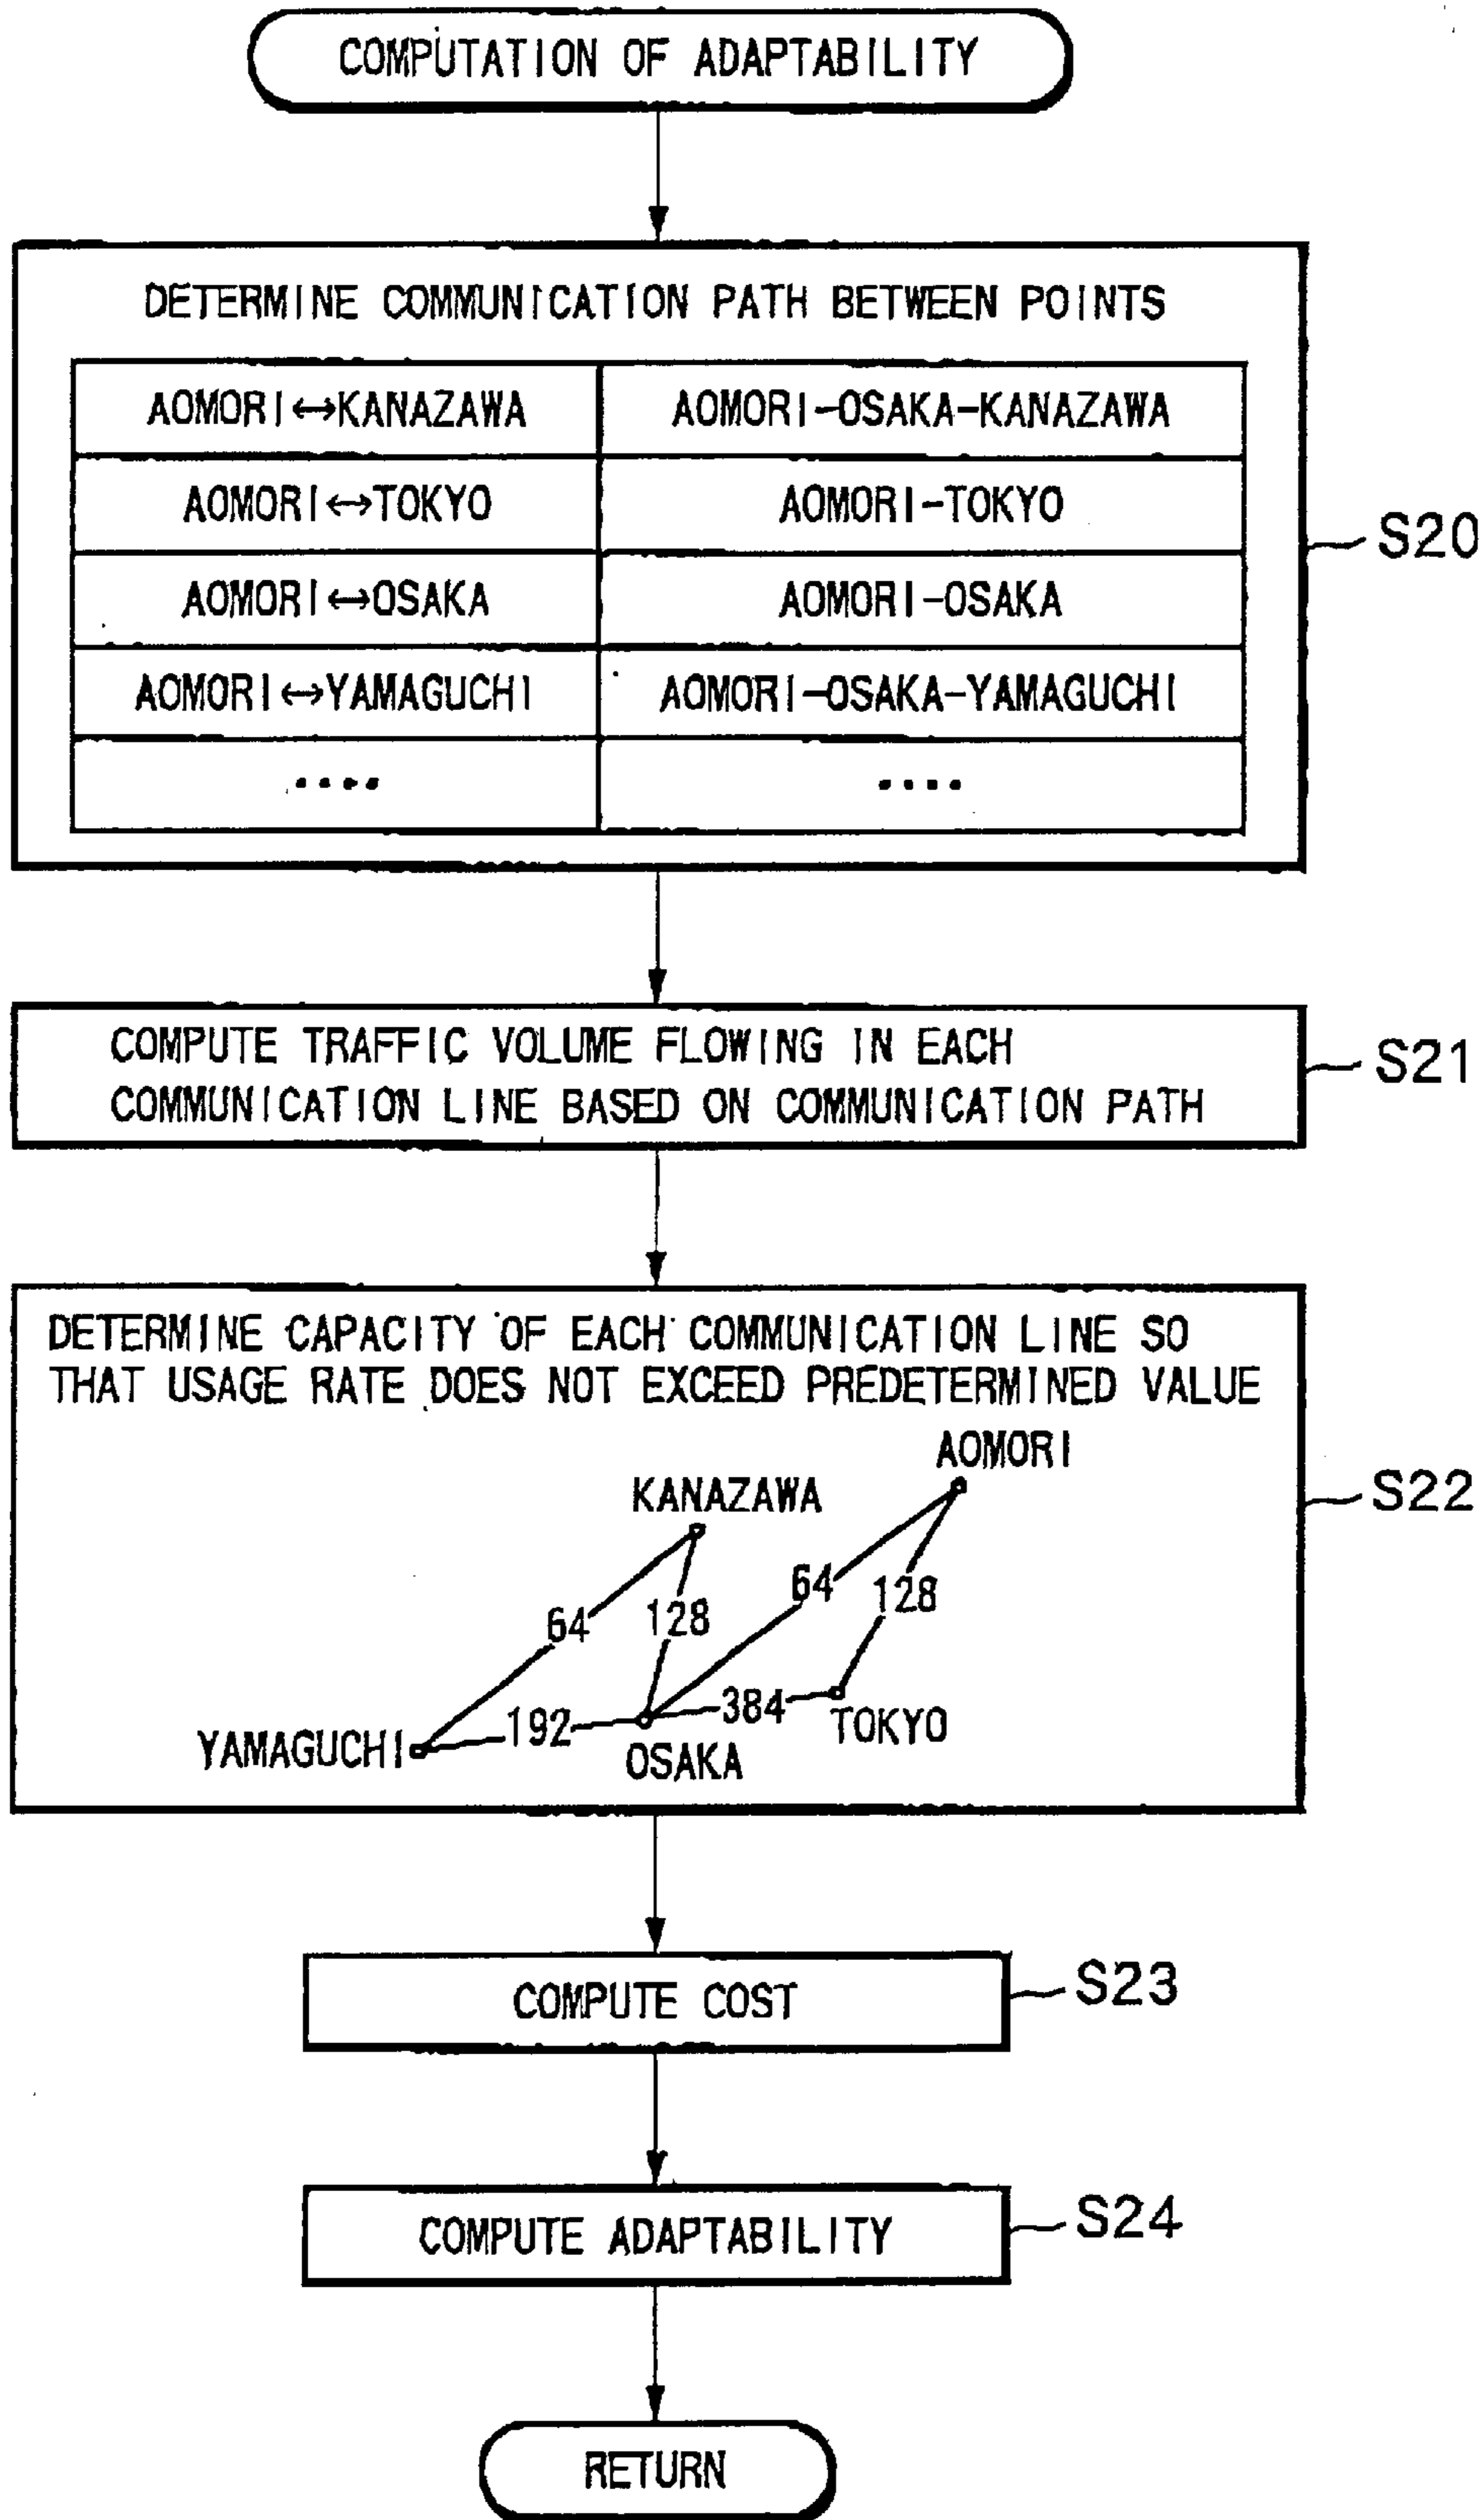 COMPUTATION OF ADAPTABILITY
DETERMINE COMMUNICATION PATH BETWEEN POINTS
AOMORI↔KANAZAWA AOMORI-OSAKA-KANAZAWA
AOMORI↔TOKYO AOMORI-TOKYO
S20
AOMORI↔OSAKA AOMORI-OSAKA
AOMORI↔YAMAGUCHI AOMORI-OSAKA-YAMAGUCHI
.... ....
COMPUTE TRAFFIC VOLUME FLOWING IN EACH
COMMUNICATION LINE BASED ON COMMUNICATION PATH
S21
DETERMINE CAPACITY OF EACH COMMUNICATION LINE SO
THAT USAGE RATE DOES NOT EXCEED PREDETERMINED VALUE
AOMORI
KANAZAWA
S22
64 128
64 128
192 384
YAMAGUCHI
OSAKA
TOKYO
COMPUTE COST
S23
COMPUTE ADAPTABILITY
S24
RETURN